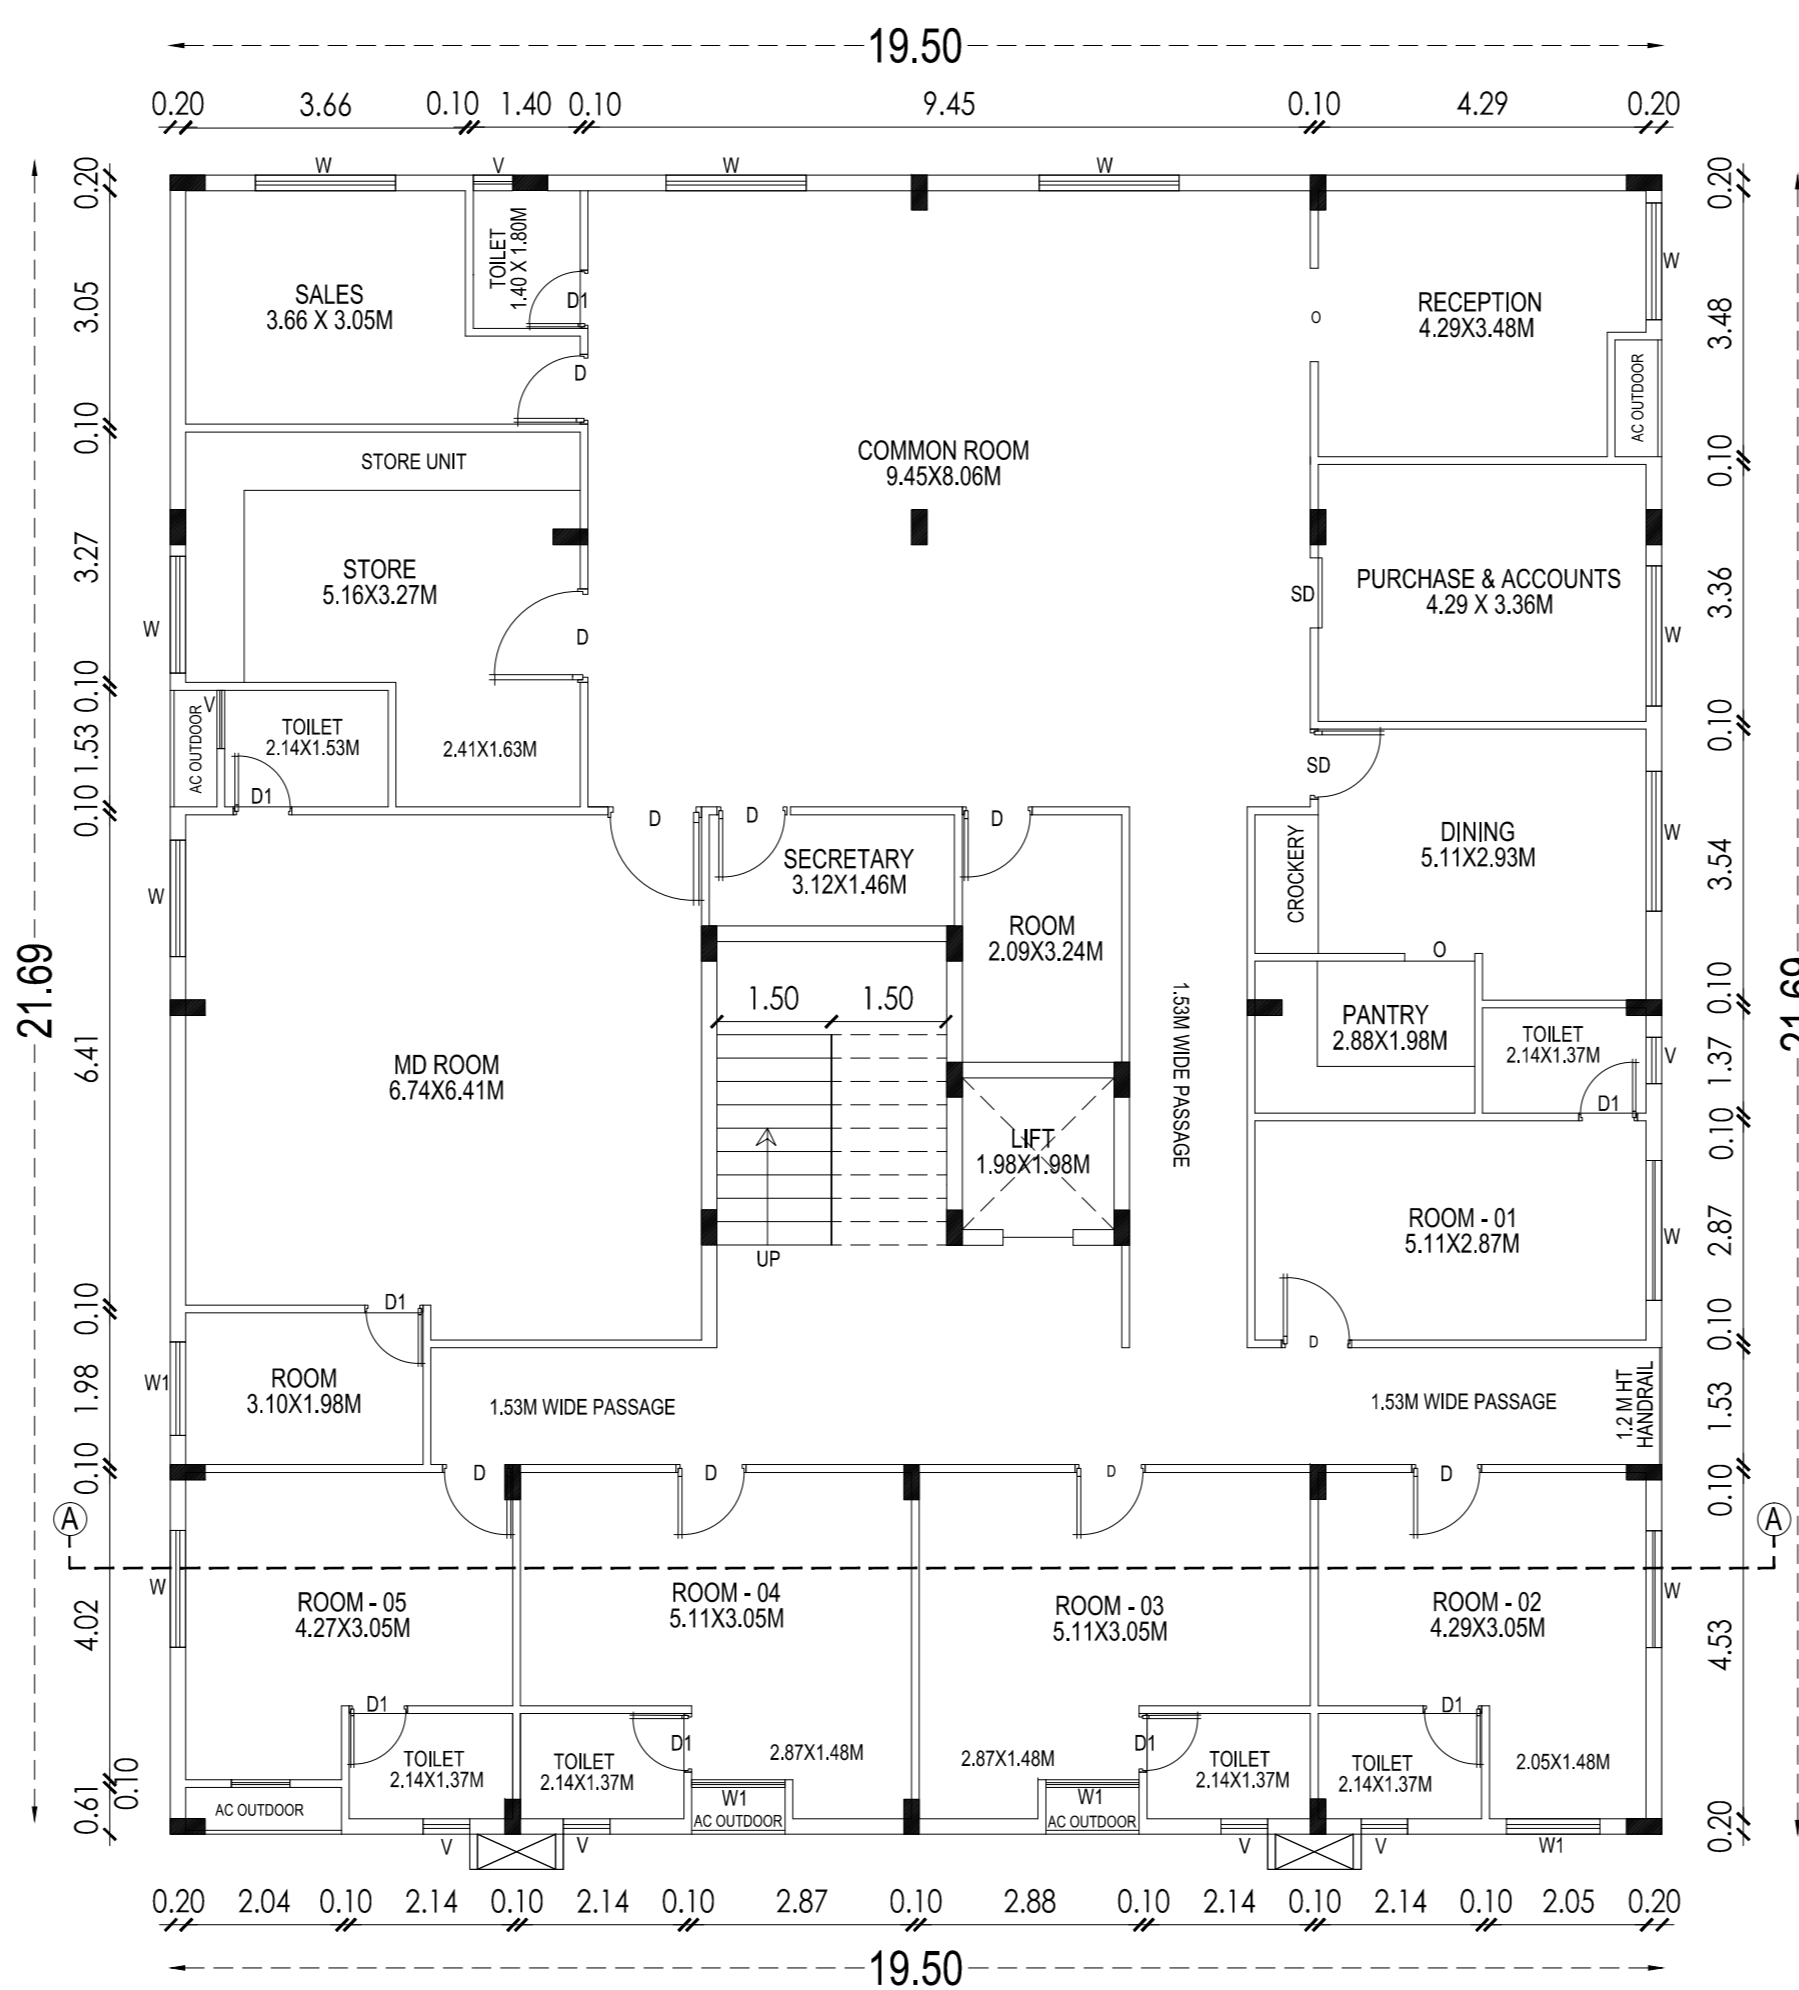 19.50
0.20 3.66 0.10 1.40 0.10 9.45 0.10 4.29 0.20
W V W W
0.20
3.05
0.10
3.27
0.10
1.53
0.10
6.41
0.10
1.98
0.10
4.02
0.10
0.61
21.69
0.20
3.48
0.10
3.36
0.10
3.54
0.10
1.37
0.10
2.87
0.10
1.53
0.10
4.53
0.20
21.69
SALES
3.66 X 3.05M
TOILET
1.40 X 1.80M
D1
D
COMMON ROOM
9.45X8.06M
O
RECEPTION
4.29X3.48M
W
AC OUTDOOR
STORE UNIT
STORE
5.16X3.27M
D
W
SD
PURCHASE & ACCOUNTS
4.29 X 3.36M
W
AC OUTDOOR
V
TOILET
2.14X1.53M
D1
2.41X1.63M
SD
D
D
D
SECRETARY
3.12X1.46M
ROOM
2.09X3.24M
CROCKERY
DINING
5.11X2.93M
W
W
O
1.50 1.50
1.53M WIDE PASSAGE
PANTRY
2.88X1.98M
TOILET
2.14X1.37M
V
D1
MD ROOM
6.74X6.41M
LIFT
1.98X1.98M
UP
ROOM - 01
5.11X2.87M
W
D
D1
W1
ROOM
3.10X1.98M
1.53M WIDE PASSAGE
1.53M WIDE PASSAGE
1.2 M HT
HANDRAIL
D
D
D
D
A
A
W
ROOM - 05
4.27X3.05M
ROOM - 04
5.11X3.05M
ROOM - 03
5.11X3.05M
ROOM - 02
4.29X3.05M
W
D1
TOILET
2.14X1.37M
TOILET
2.14X1.37M
D1
2.87X1.48M
2.87X1.48M
D1
TOILET
2.14X1.37M
TOILET
2.14X1.37M
D1
2.05X1.48M
AC OUTDOOR
W1
AC OUTDOOR
W1
AC OUTDOOR
V V V V W1
0.20 2.04 0.10 2.14 0.10 2.14 0.10 2.87 0.10 2.88 0.10 2.14 0.10 2.14 0.10 2.05 0.20
19.50